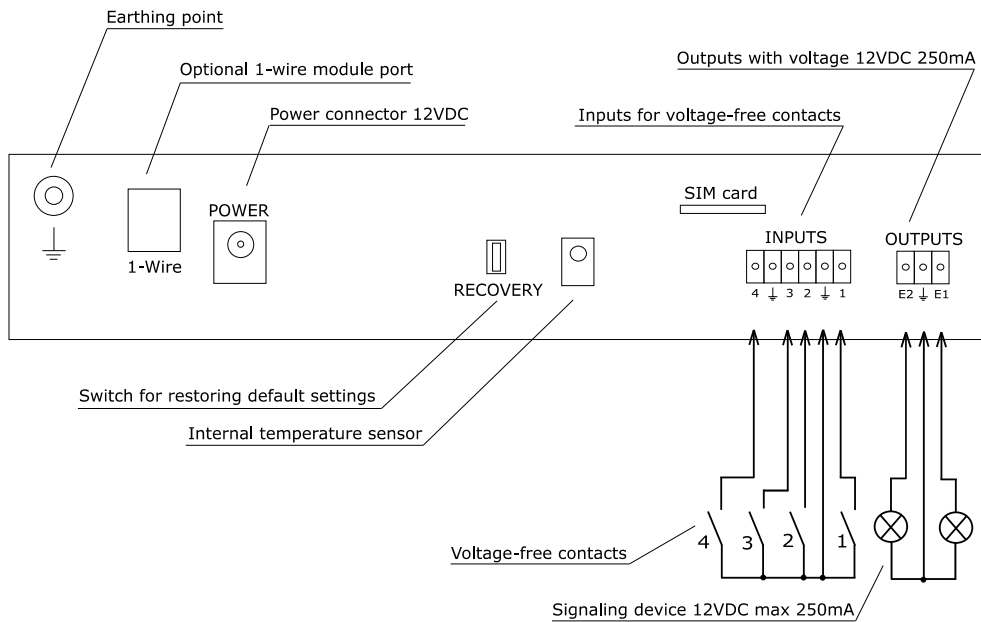 Earthing point
Optional 1-wire module port
Power connector 12VDC
Outputs with voltage 12VDC 250mA
Inputs for voltage-free contacts
SIM card
POWER
1-Wire
RECOVERY
INPUTS
4 3 2 1
OUTPUTS
E2 E1
Switch for restoring default settings
Internal temperature sensor
4 3 2 1
Voltage-free contacts
Signaling device 12VDC max 250mA